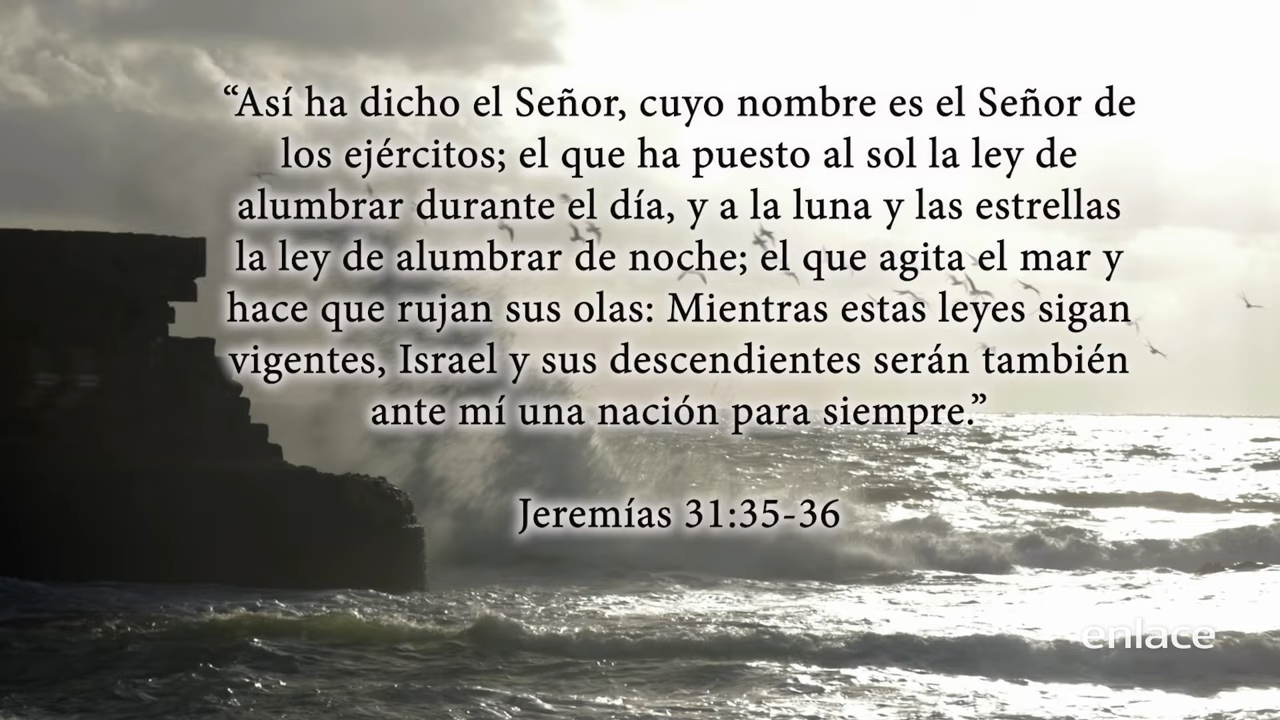 “Así ha dicho el Señor, cuyo nombre es el Señor de
los ejércitos; el que ha puesto al sol la ley de
alumbrar durante el día, y a la luna y las estrellas
la ley de alumbrar de noche; el que agita el mar y
hace que rujan sus olas: Mientras estas leyes sigan
vigentes, Israel y sus descendientes serán también
ante mí una nación para siempre.”
Jeremías 31:35-36
enlace